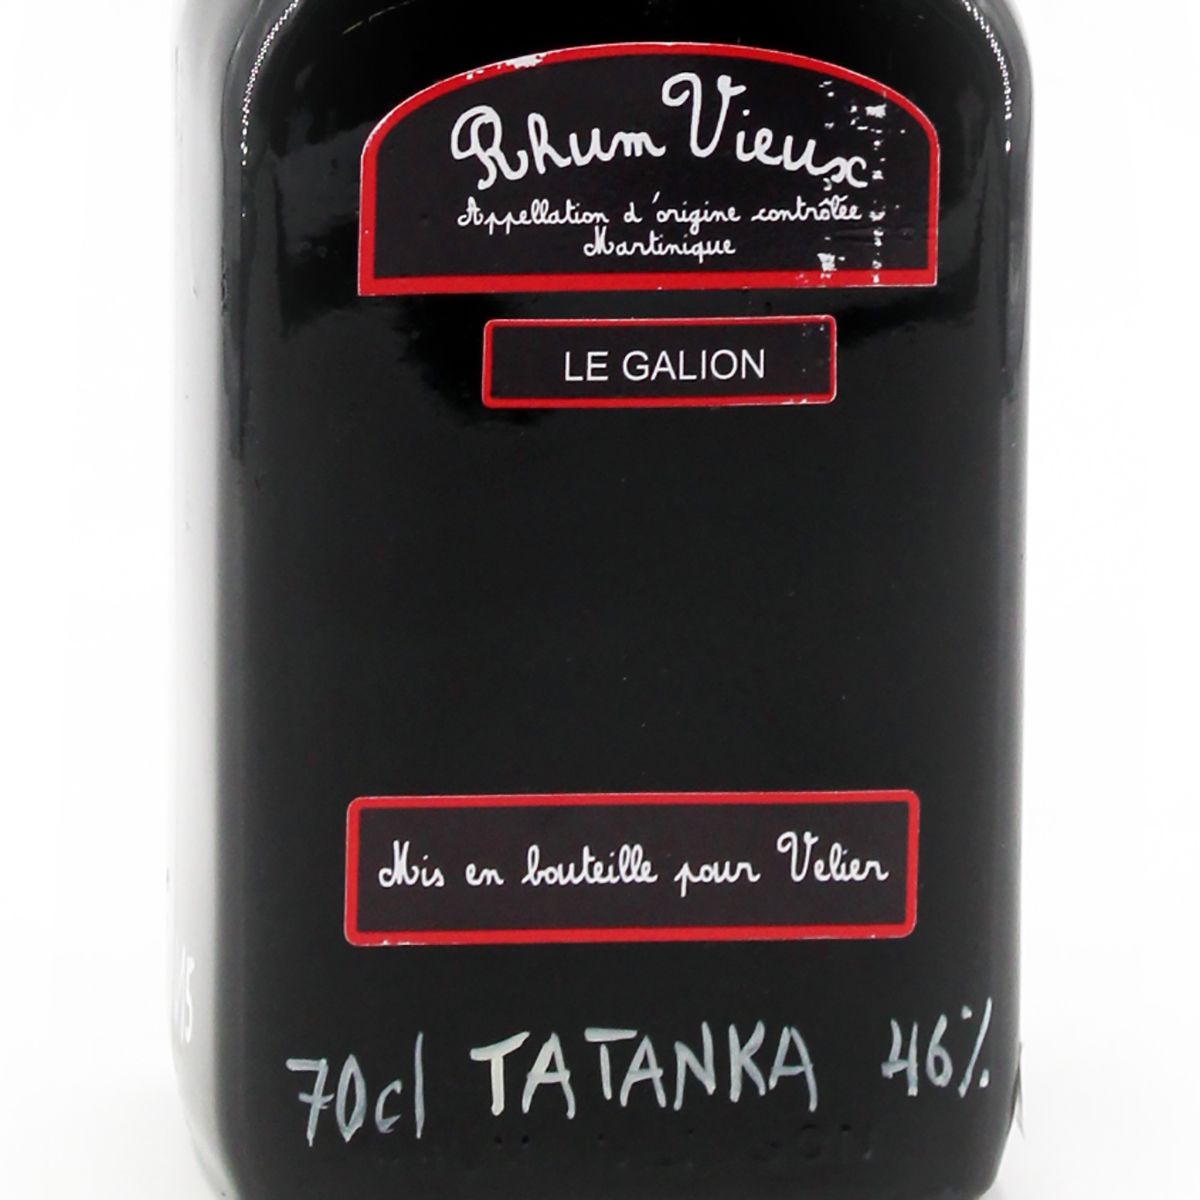 Rhum Vieux
Appellation d'origine contrôlée
Martinique
LE GALION
Mis en bouteille pour Velier
70cl TATANKA 46%